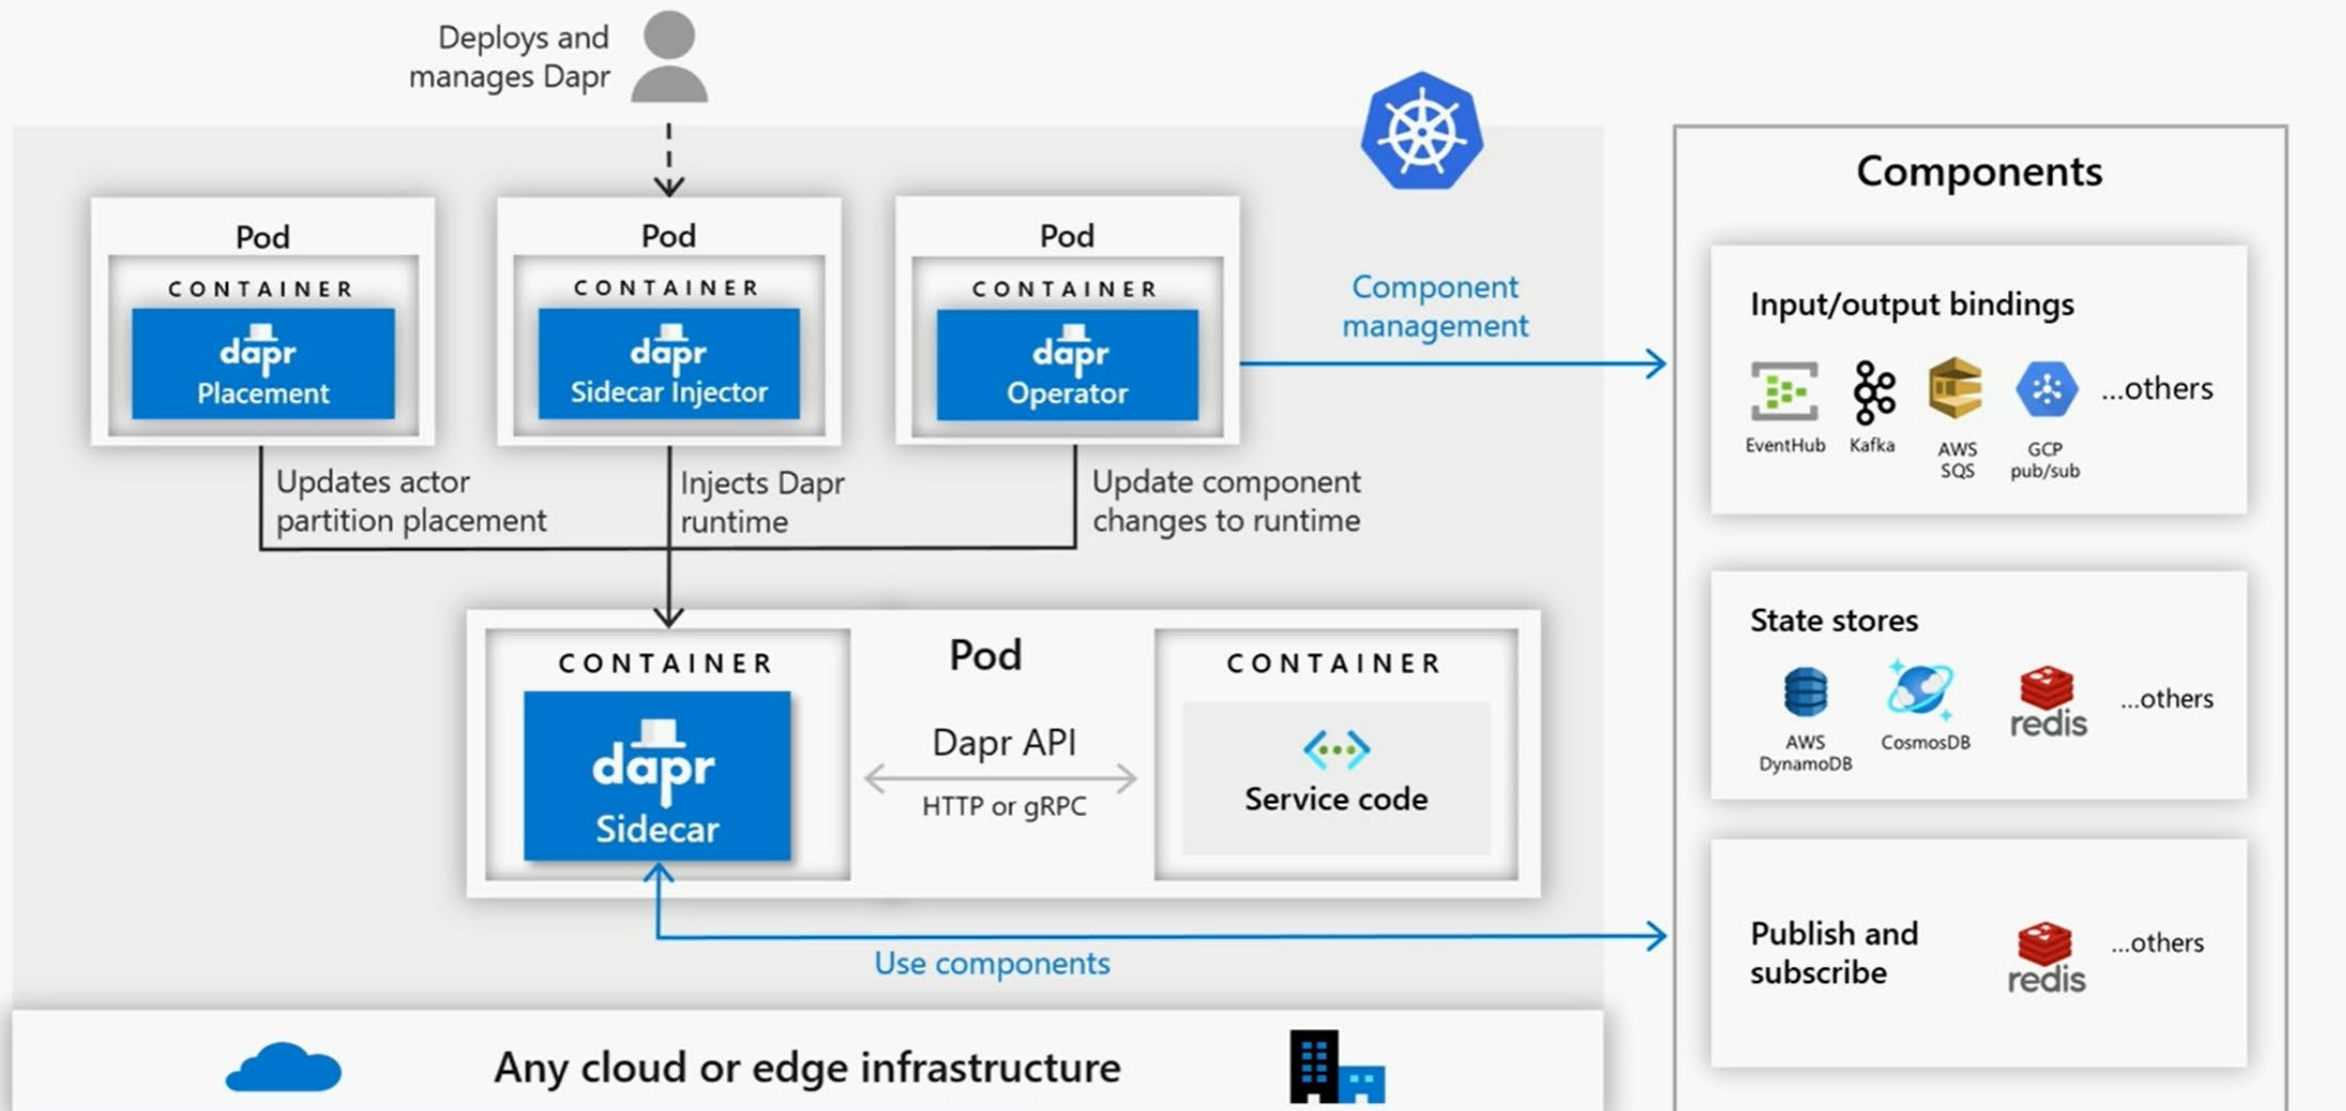 Deploys and
manages Dapr
Pod
CONTAINER
dapr
Placement
Pod
CONTAINER
dapr
Sidecar Injector
Pod
CONTAINER
dapr
Operator
Component
management
Updates actor
partition placement
Injects Dapr
runtime
Update component
changes to runtime
CONTAINER
dapr
Sidecar
Pod
Dapr API
HTTP or gRPC
CONTAINER
Service code
Use components
Any cloud or edge infrastructure
Components
Input/output bindings
EventHub
Kafka
AWS
SQS
GCP
pub/sub
...others
State stores
AWS
DynamoDB
CosmosDB
redis
...others
Publish and
subscribe
redis
...others